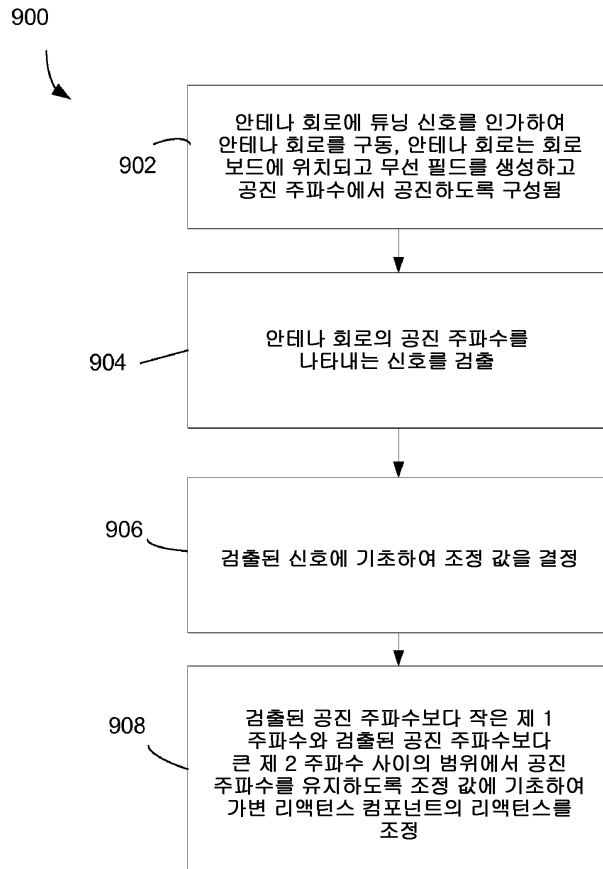 900
902
안테나 회로에 튜닝 신호를 인가하여
안테나 회로를 구동, 안테나 회로는 회로
보드에 위치되고 무선 필드를 생성하고
공진 주파수에서 공진하도록 구성됨
904
안테나 회로의 공진 주파수를
나타내는 신호를 검출
906
검출된 신호에 기초하여 조정 값을 결정
908
검출된 공진 주파수보다 작은 제 1
주파수와 검출된 공진 주파수보다
큰 제 2 주파수 사이의 범위에서 공진
주파수를 유지하도록 조정 값에 기초하여
가변 리액턴스 컴포넌트의 리액턴스를
조정